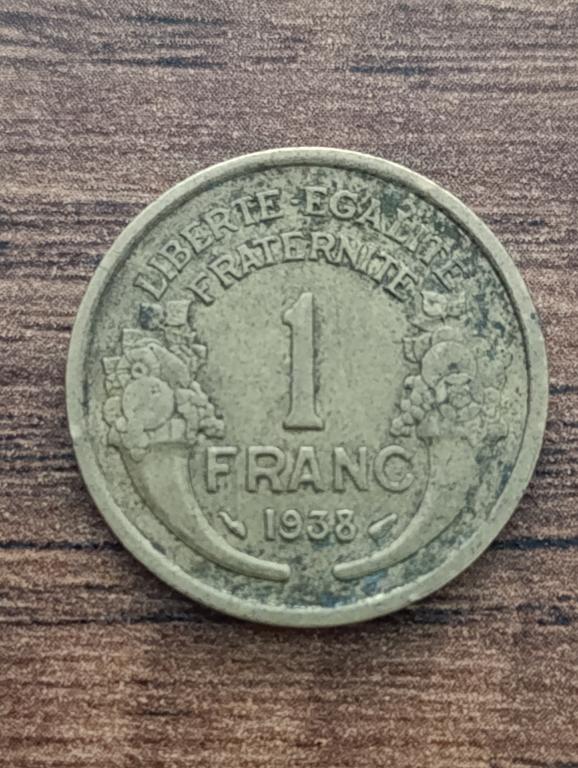 LIBERTE·EGALITE
FRATERNITE
1
FRANC
1938